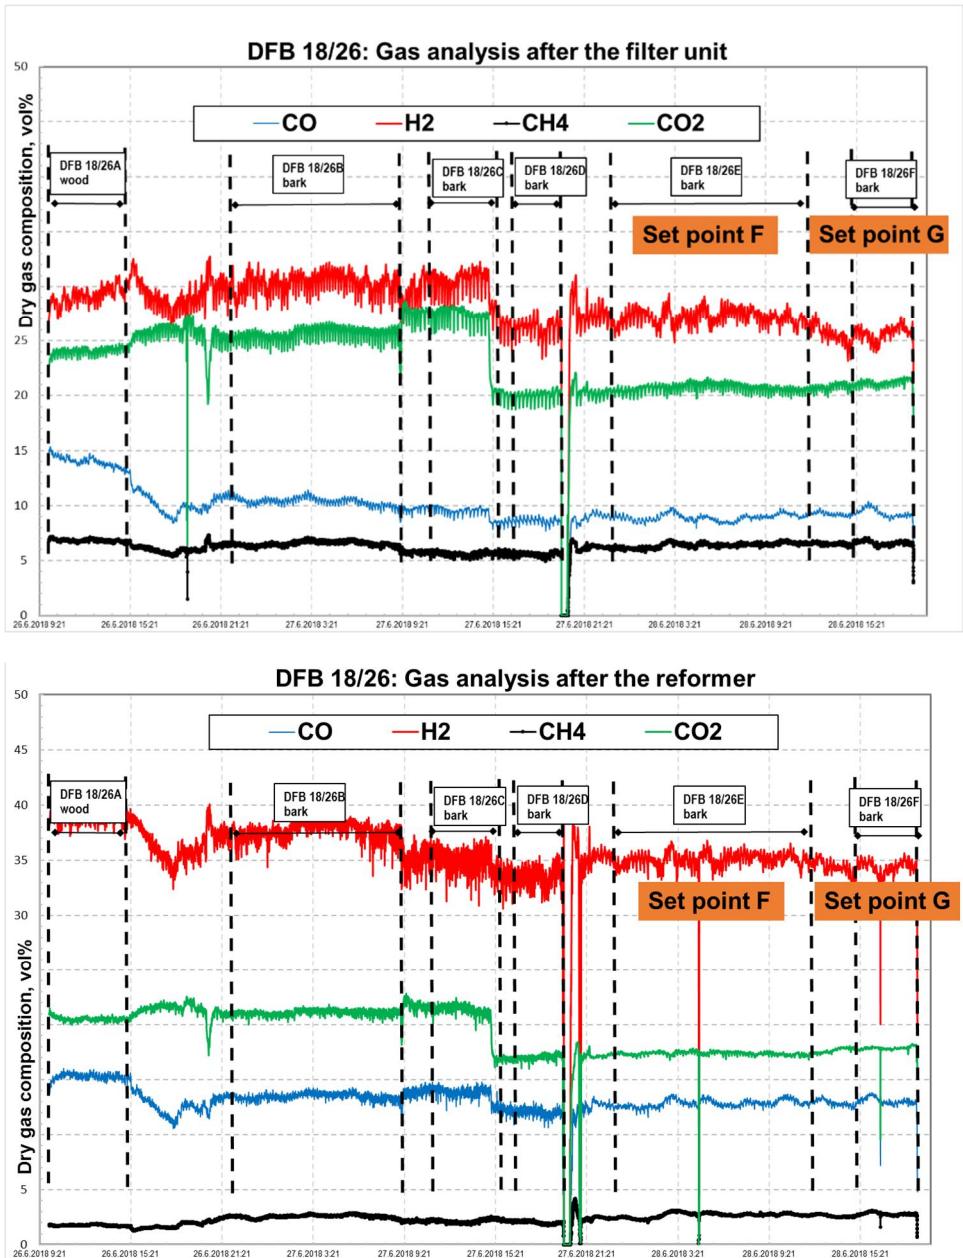 DFB 18/26: Gas analysis after the filter unit
50
CO H2 CH4 CO2
Dry gas composition, vol%
DFB 18/26A
wood
DFB 18/26B
bark
DFB 18/26C
bark
DFB 18/26D
bark
DFB 18/26E
bark
DFB 18/26F
bark
Set point F
Set point G
25
20
15
10
5
0
26.6.2018 9:21 26.6.2018 15:21 26.6.2018 21:21 27.6.2018 3:21 27.6.2018 9:21 27.6.2018 15:21 27.6.2018 21:21 28.6.2018 3:21 28.6.2018 9:21 28.6.2018 15:21
DFB 18/26: Gas analysis after the reformer
50
CO H2 CH4 CO2
45
40
35
30
Dry gas composition, vol%
DFB 18/26A
wood
DFB 18/26B
bark
DFB 18/26C
bark
DFB 18/26D
bark
DFB 18/26E
bark
DFB 18/26F
bark
Set point F
Set point G
5
0
26.6.2018 9:21 26.6.2018 15:21 26.6.2018 21:21 27.6.2018 3:21 27.6.2018 9:21 27.6.2018 15:21 27.6.2018 21:21 28.6.2018 3:21 28.6.2018 9:21 28.6.2018 15:21